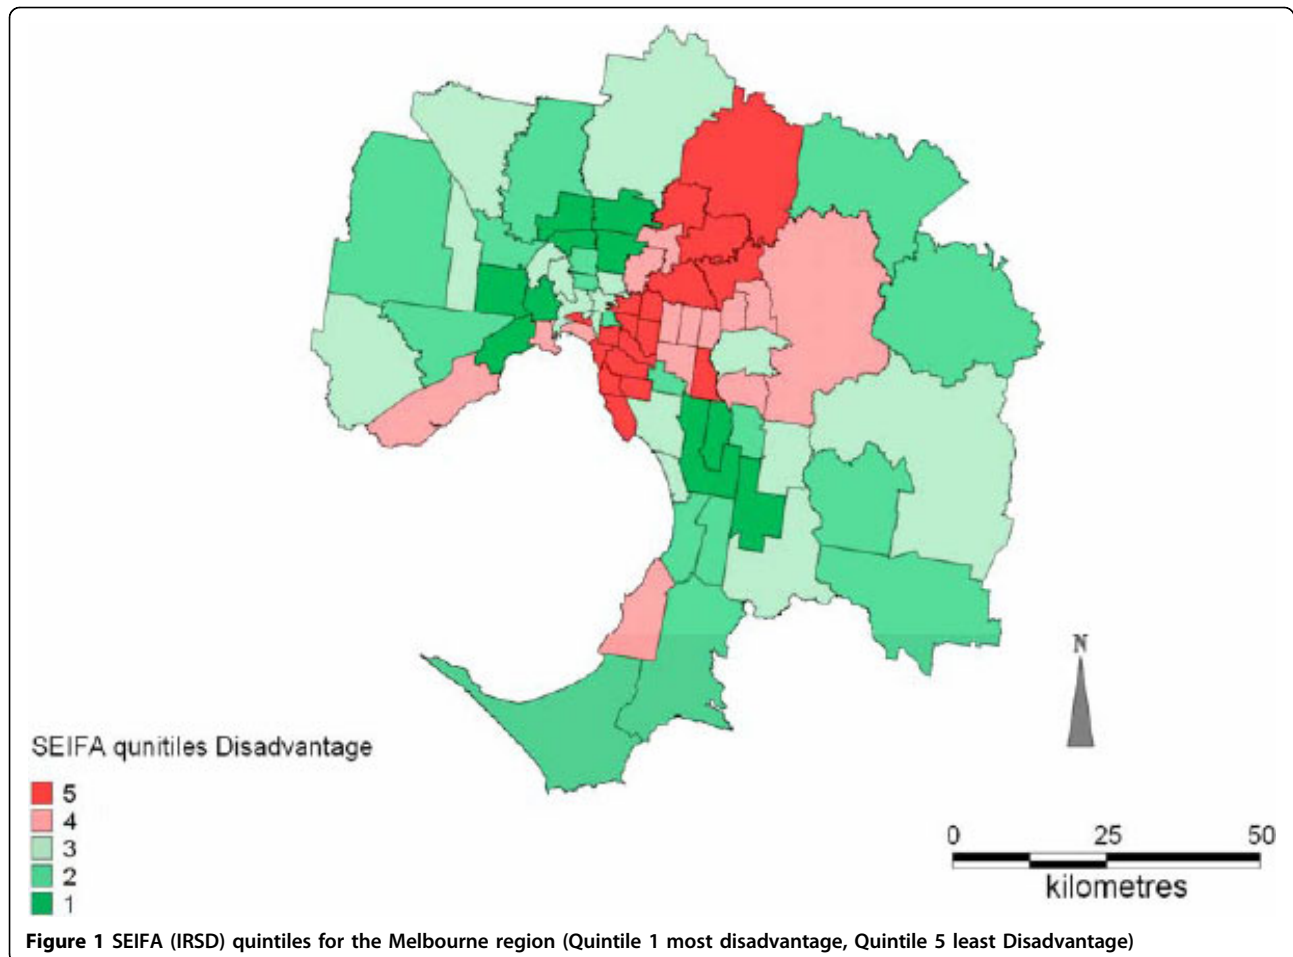 SEIFA qunitiles Disadvantage
5
4
3
2
1
N
0 25 50
kilometres
Figure 1 SEIFA (IRSD) quintiles for the Melbourne region (Quintile 1 most disadvantage, Quintile 5 least Disadvantage)